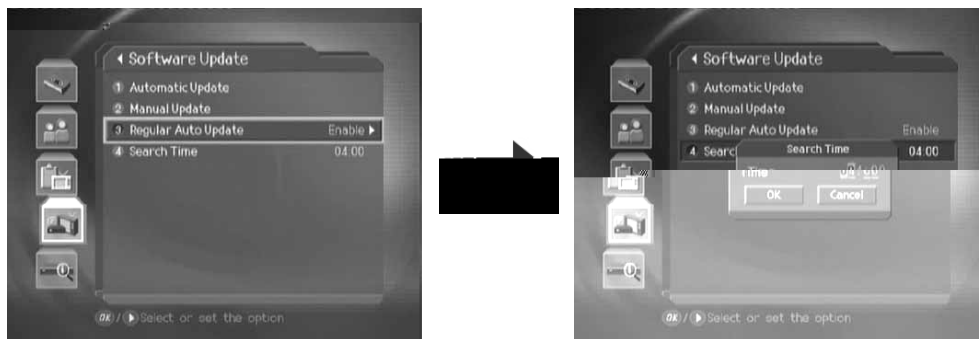 Software Update
1 Automatic Update
2 Manual Update
3 Regular Auto Update Enable
4 Search Time 04:00
OK / Select or set the option
Software Update
1 Automatic Update
2 Manual Update
3 Regular Auto Update Enable
4 Searc 04:00
Search Time
Time
OK Cancel
OK / Select or set the option